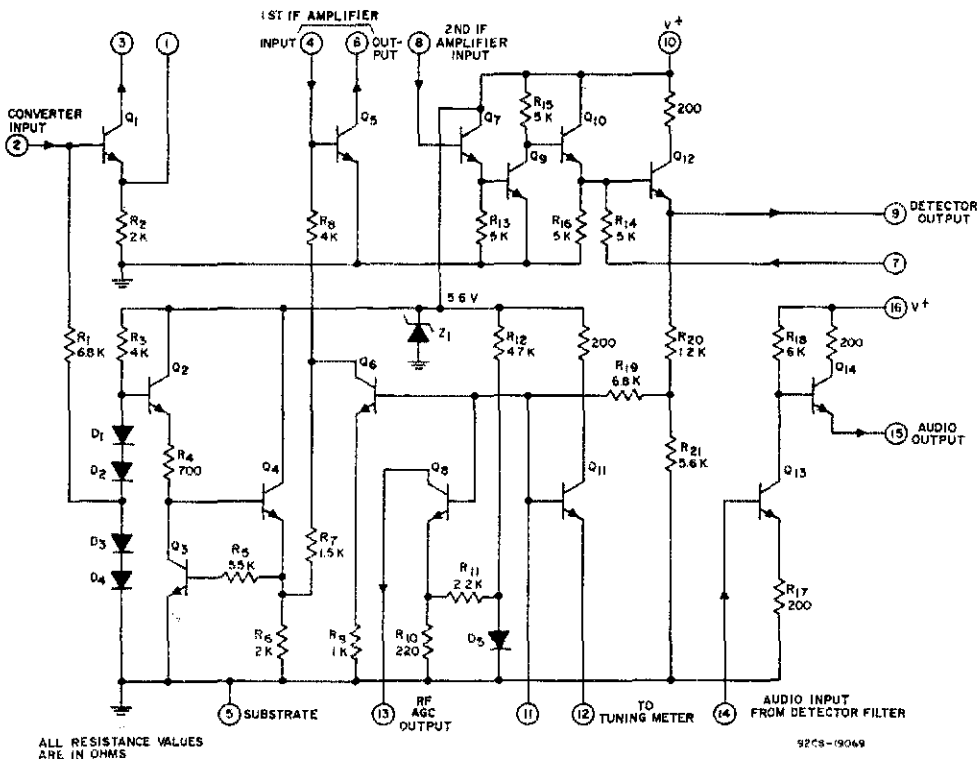 1ST IF AMPLIFIER
INPUT
OUT-
PUT
2ND IF
AMPLIFIER
INPUT
V+
3
1
4
6
8
10
CONVERTER
INPUT
2
Q1
Q5
R15
5K
Q7
Q10
200
Q9
Q12
R2
2K
R8
4K
R13
5K
R16
5K
R14
5K
9
DETECTOR
OUTPUT
7
5.6 V
Z1
R1
6.8K
R3
4K
Q2
Q6
R12
47K
200
R20
1.2K
R19
6.8K
16
V+
R18
6K
200
Q14
15
AUDIO
OUTPUT
D1
D2
R4
700
Q4
Q8
Q11
R21
5.6K
Q13
D3
D4
Q3
R5
R7
1.5K
R11
2.2K
R6
2K
R9
1K
R10
220
D5
R17
200
5
SUBSTRATE
13
RF
AGC
OUTPUT
11
12
TO
TUNING METER
14
AUDIO INPUT
FROM DETECTOR FILTER
ALL RESISTANCE VALUES
ARE IN OHMS
92CS-19069